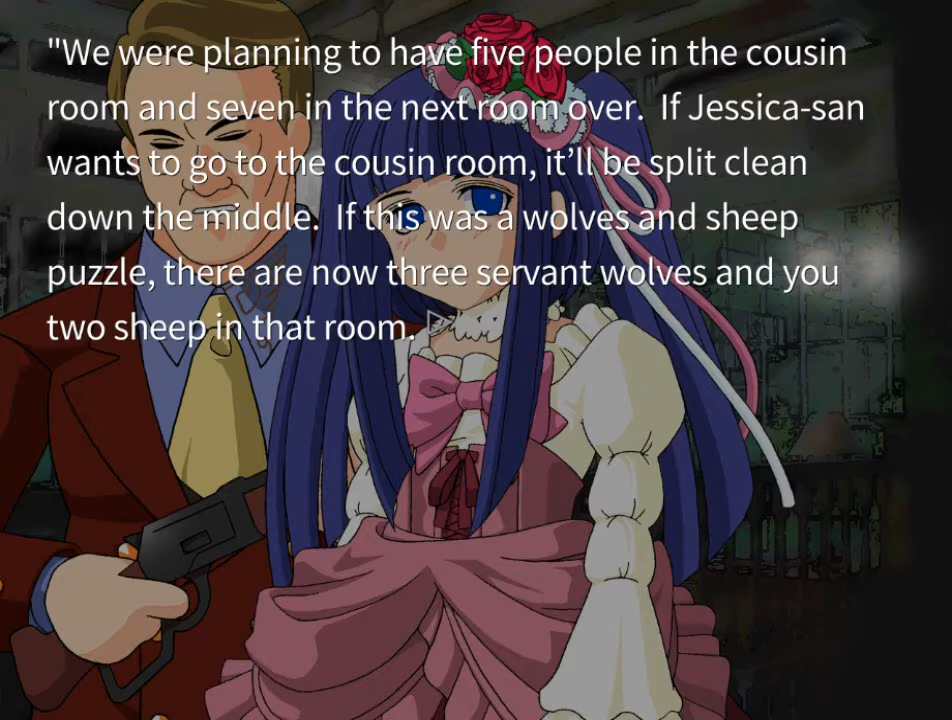 "We were planning to have five people in the cousin
room and seven in the next room over.  If Jessica-san
wants to go to the cousin room, it’ll be split clean
down the middle.  If this was a wolves and sheep
puzzle, there are now three servant wolves and you
two sheep in that room.